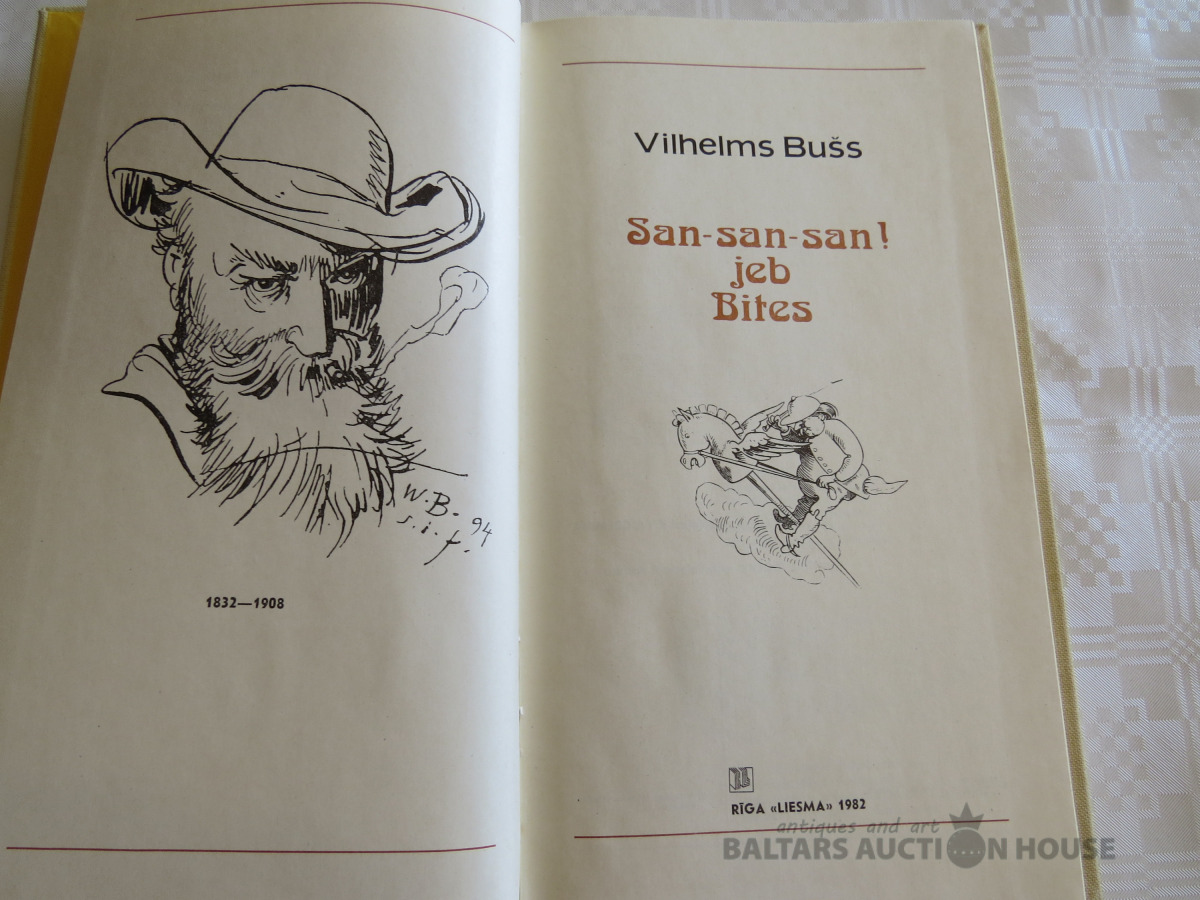 W.B. 94
s.i.f.
1832—1908
Vilhelms Bušs
San-san-san!
jeb
Bites
RĪGA «LIESMA» 1982
antiques and art
BALTARS AUCTION HOUSE